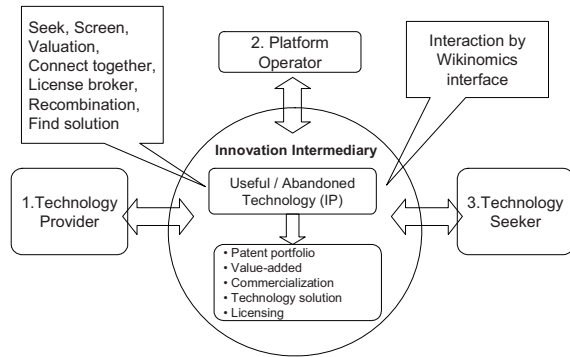 Seek, Screen,
Valuation,
Connect together,
License broker,
Recombination,
Find solution
2. Platform
Operator
Interaction by
Wikinomics
interface
Innovation Intermediary
1.Technology
Provider
Useful / Abandoned
Technology (IP)
3.Technology
Seeker
• Patent portfolio
• Value-added
• Commercialization
• Technology solution
• Licensing